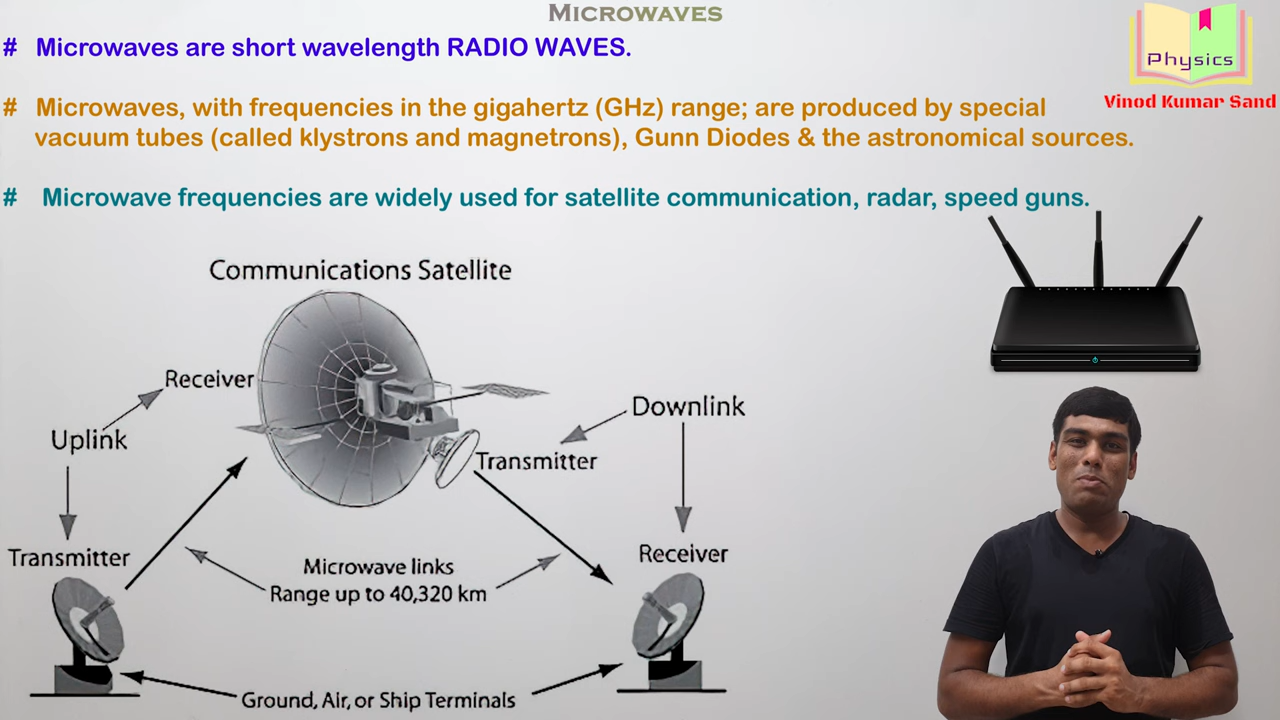 MICROWAVES
# Microwaves are short wavelength RADIO WAVES.
# Microwaves, with frequencies in the gigahertz (GHz) range; are produced by special
vacuum tubes (called klystrons and magnetrons), Gunn Diodes & the astronomical sources.
# Microwave frequencies are widely used for satellite communication, radar, speed guns.
Physics
Vinod Kumar Sand
Communications Satellite
Receiver
Uplink
Transmitter
Downlink
Transmitter
Receiver
Microwave links
Range up to 40,320 km
Ground, Air, or Ship Terminals